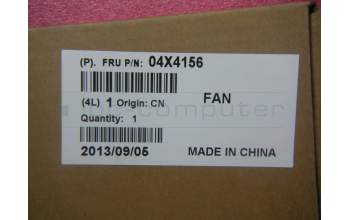 (P). FRU P/N: 04X4156
(4L) 1 Origin: CN FAN
Quantity: 1
2013/09/05 MADE IN CHINA